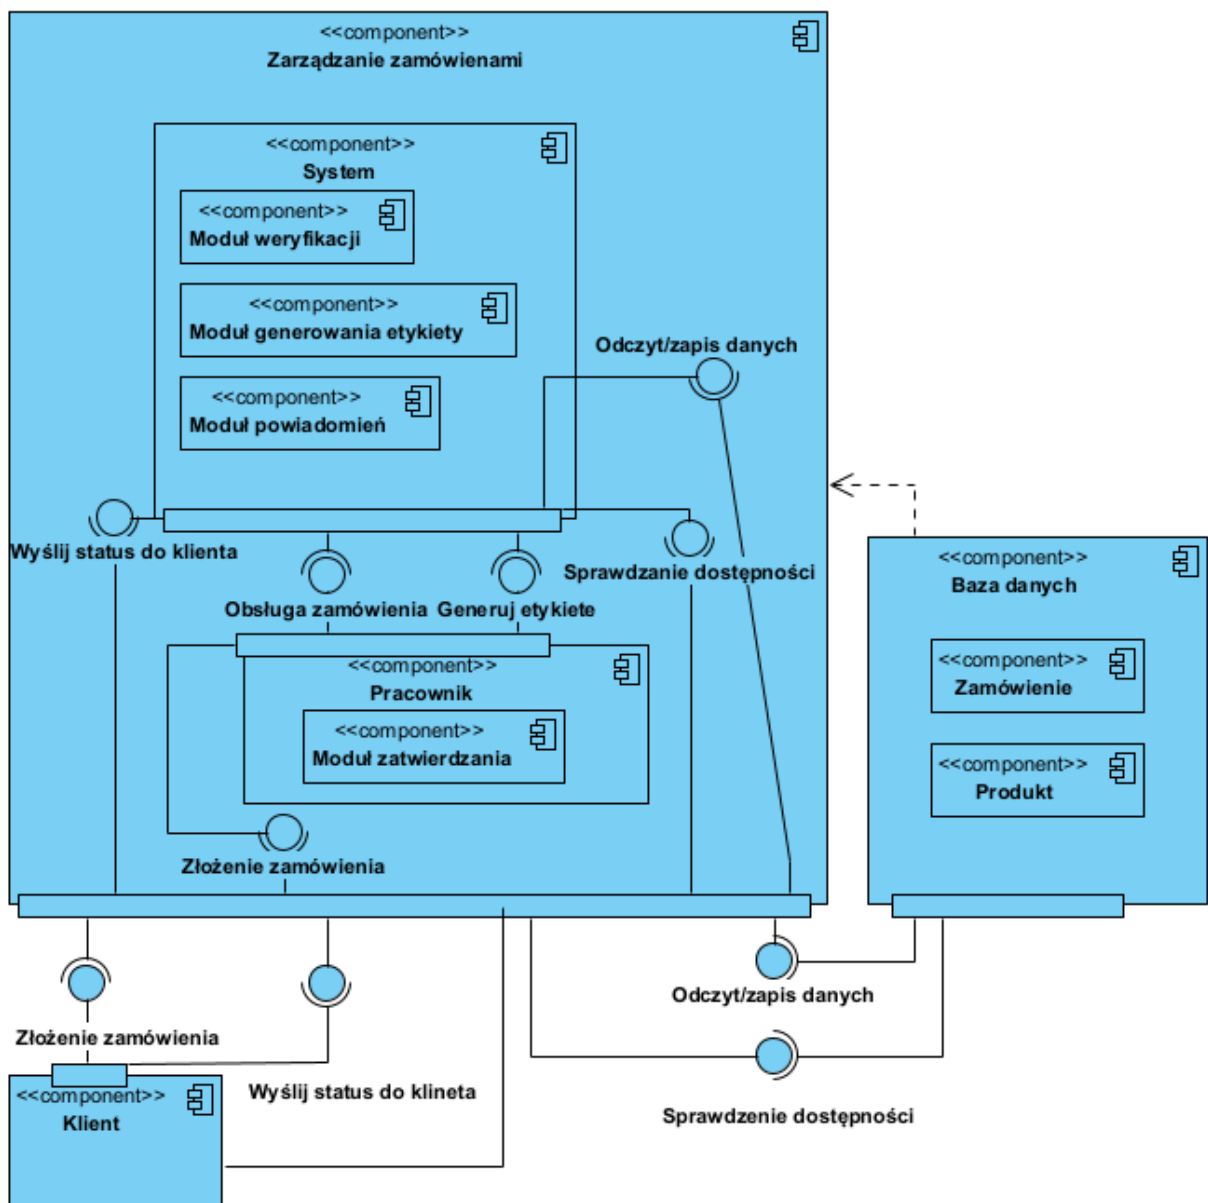 <<component>>
Zarządzanie zamówienami
<<component>>
System
<<component>>
Moduł weryfikacji
<<component>>
Moduł generowania etykiety
<<component>>
Moduł powiadomień
Odczyt/zapis danych
Wyślij status do klienta
Sprawdzanie dostępności
Obsługa zamówienia
Generuj etykiete
<<component>>
Pracownik
<<component>>
Moduł zatwierdzania
Złożenie zamówienia
<<component>>
Baza danych
<<component>>
Zamówienie
<<component>>
Produkt
Złożenie zamówienia
Wyślij status do klineta
Odczyt/zapis danych
Sprawdzenie dostępności
<<component>>
Klient